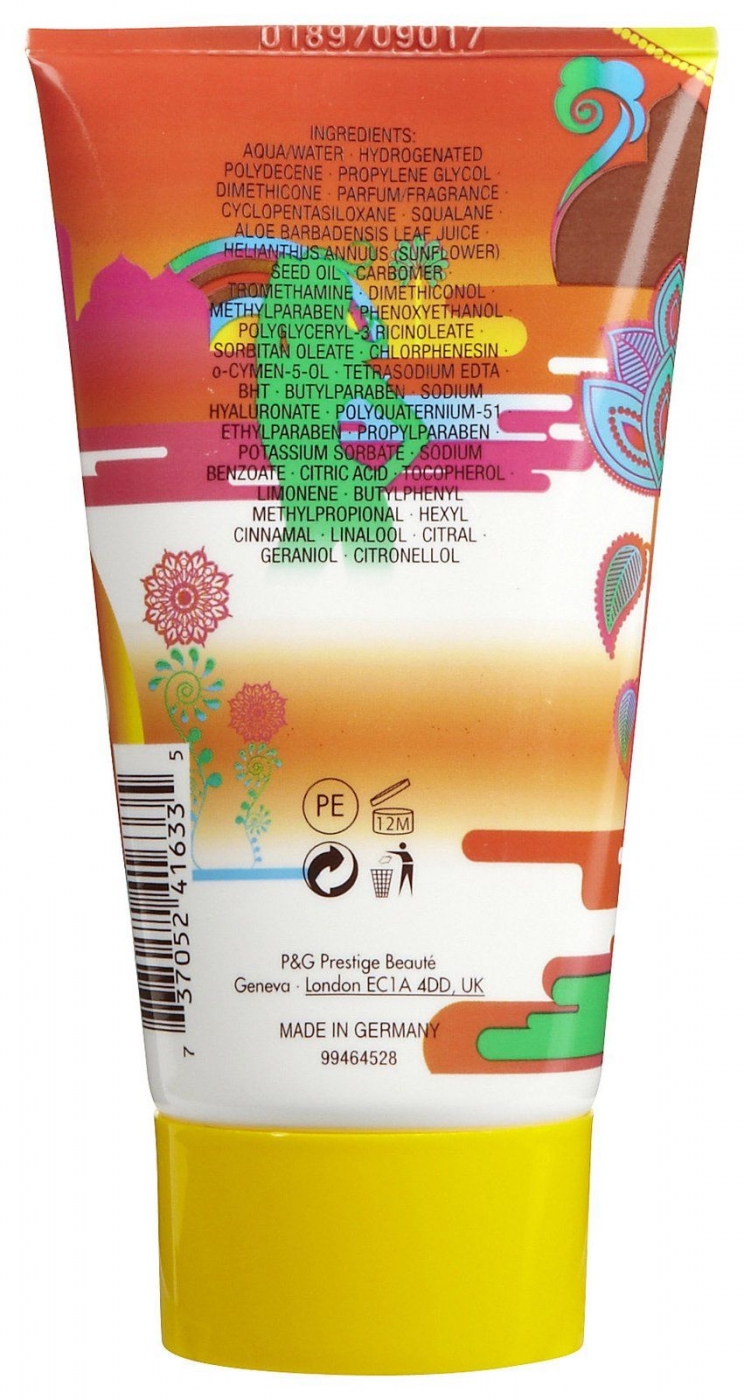 0189709017
INGREDIENTS:
AQUA/WATER · HYDROGENATED
POLYDECENE · PROPYLENE GLYCOL ·
DIMETHICONE · PARFUM/FRAGRANCE ·
CYCLOPENTASILOXANE · SQUALANE ·
ALOE BARBADENSIS LEAF JUICE ·
HELIANTHUS ANNUUS (SUNFLOWER)
SEED OIL · CARBOMER ·
TROMETHAMINE · DIMETHICONOL ·
METHYLPARABEN · PHENOXYETHANOL ·
POLYGLYCERYL-3 RICINOLEATE ·
SORBITAN OLEATE · CHLORPHENESIN ·
o-CYMEN-5-OL · TETRASODIUM EDTA ·
BHT · BUTYLPARABEN · SODIUM
HYALURONATE · POLYQUATERNIUM-51 ·
ETHYLPARABEN · PROPYLPARABEN ·
POTASSIUM SORBATE · SODIUM
BENZOATE · CITRIC ACID · TOCOPHEROL ·
LIMONENE · BUTYLPHENYL
METHYLPROPIONAL · HEXYL
CINNAMAL · LINALOOL · CITRAL ·
GERANIOL · CITRONELLOL
PE
12M
7 37052 41633 5
P&G Prestige Beauté
Geneva · London EC1A 4DD, UK
MADE IN GERMANY
99464528